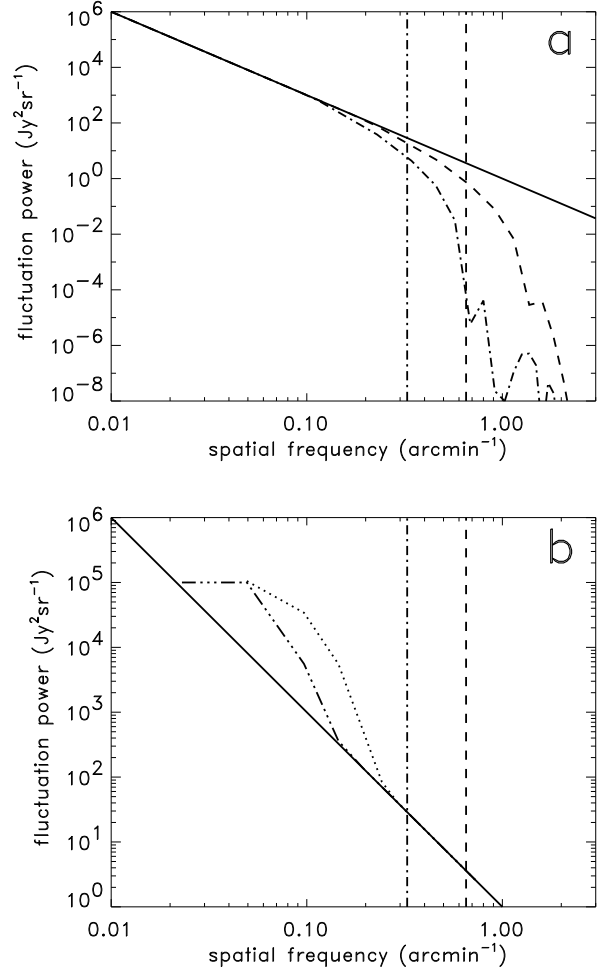 a
10^6
10^4
10^2
10^0
10^-2
10^-4
10^-6
10^-8
fluctuation power (Jy^2sr^-1)
0.01 0.10 1.00
spatial frequency (arcmin^-1)
b
10^6
10^5
10^4
10^3
10^2
10^1
10^0
fluctuation power (Jy^2sr^-1)
0.01 0.10 1.00
spatial frequency (arcmin^-1)